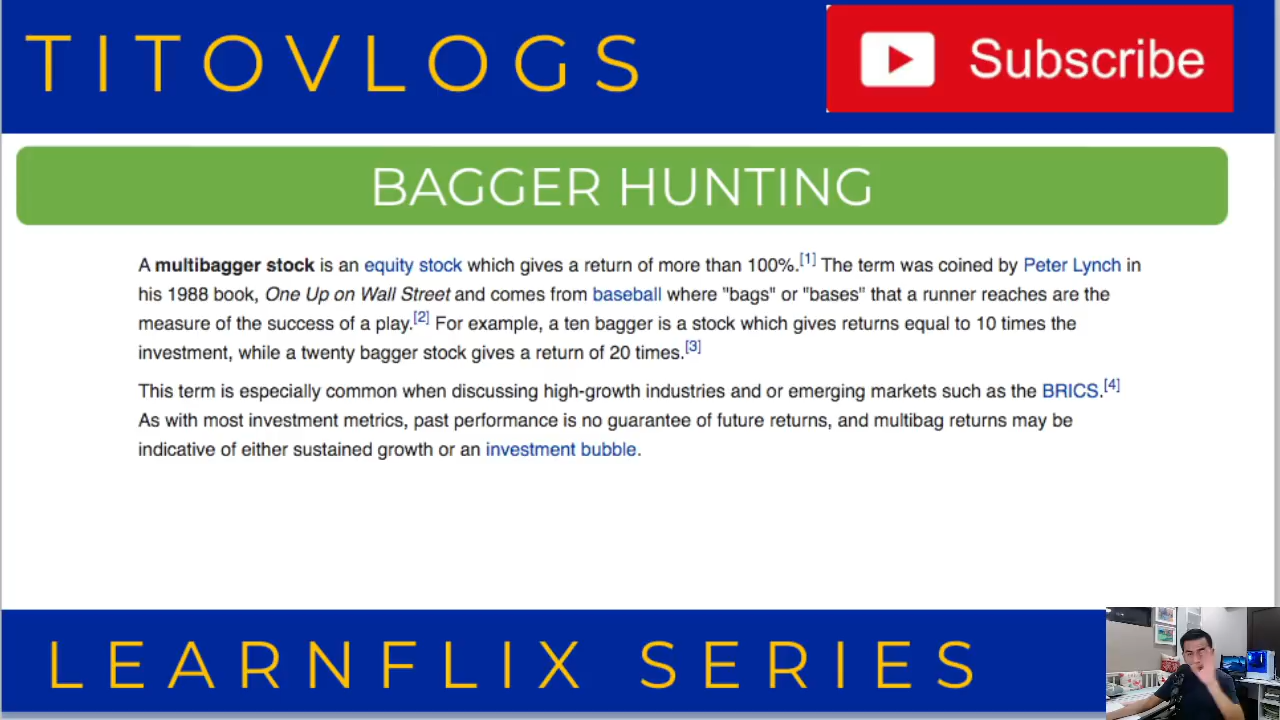 TITOVLOGS
Subscribe
BAGGER HUNTING
A multibagger stock is an equity stock which gives a return of more than 100%.[1] The term was coined by Peter Lynch in
his 1988 book, One Up on Wall Street and comes from baseball where "bags" or "bases" that a runner reaches are the
measure of the success of a play.[2] For example, a ten bagger is a stock which gives returns equal to 10 times the
investment, while a twenty bagger stock gives a return of 20 times.[3]
This term is especially common when discussing high-growth industries and or emerging markets such as the BRICS.[4]
As with most investment metrics, past performance is no guarantee of future returns, and multibag returns may be
indicative of either sustained growth or an investment bubble.
LEARNFLIX SERIES